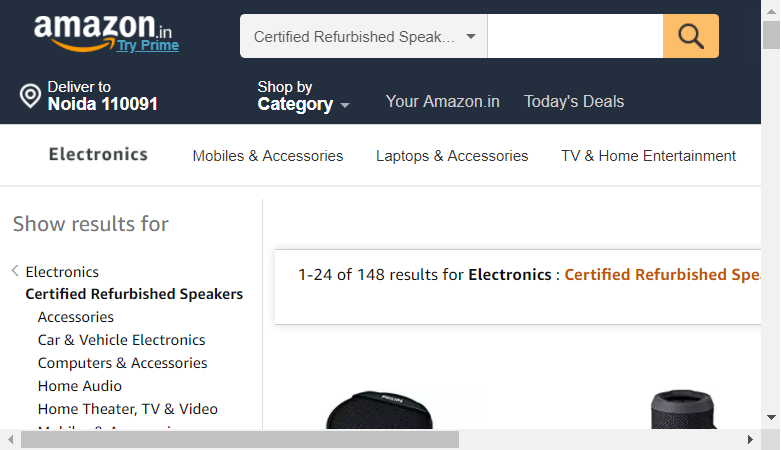 amazon.in
Try Prime
Certified Refurbished Speak...
Deliver to
Noida 110091
Shop by
Category
Your Amazon.in
Today's Deals
Electronics
Mobiles & Accessories
Laptops & Accessories
TV & Home Entertainment
Show results for
Electronics
Certified Refurbished Speakers
Accessories
Car & Vehicle Electronics
Computers & Accessories
Home Audio
Home Theater, TV & Video
1-24 of 148 results for Electronics : Certified Refurbished Spe
PHILIPS